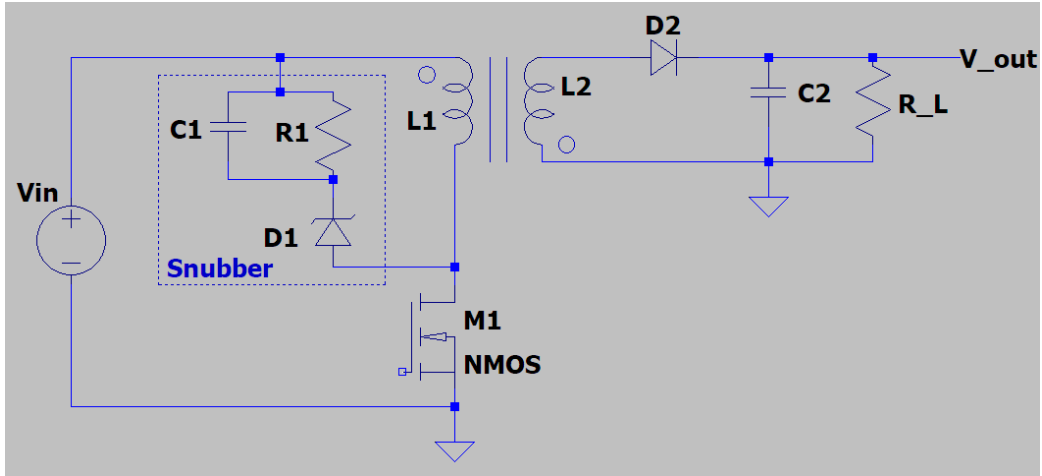 D2
V_out
C1
R1
L1
L2
C2
R_L
Vin
D1
Snubber
M1
NMOS